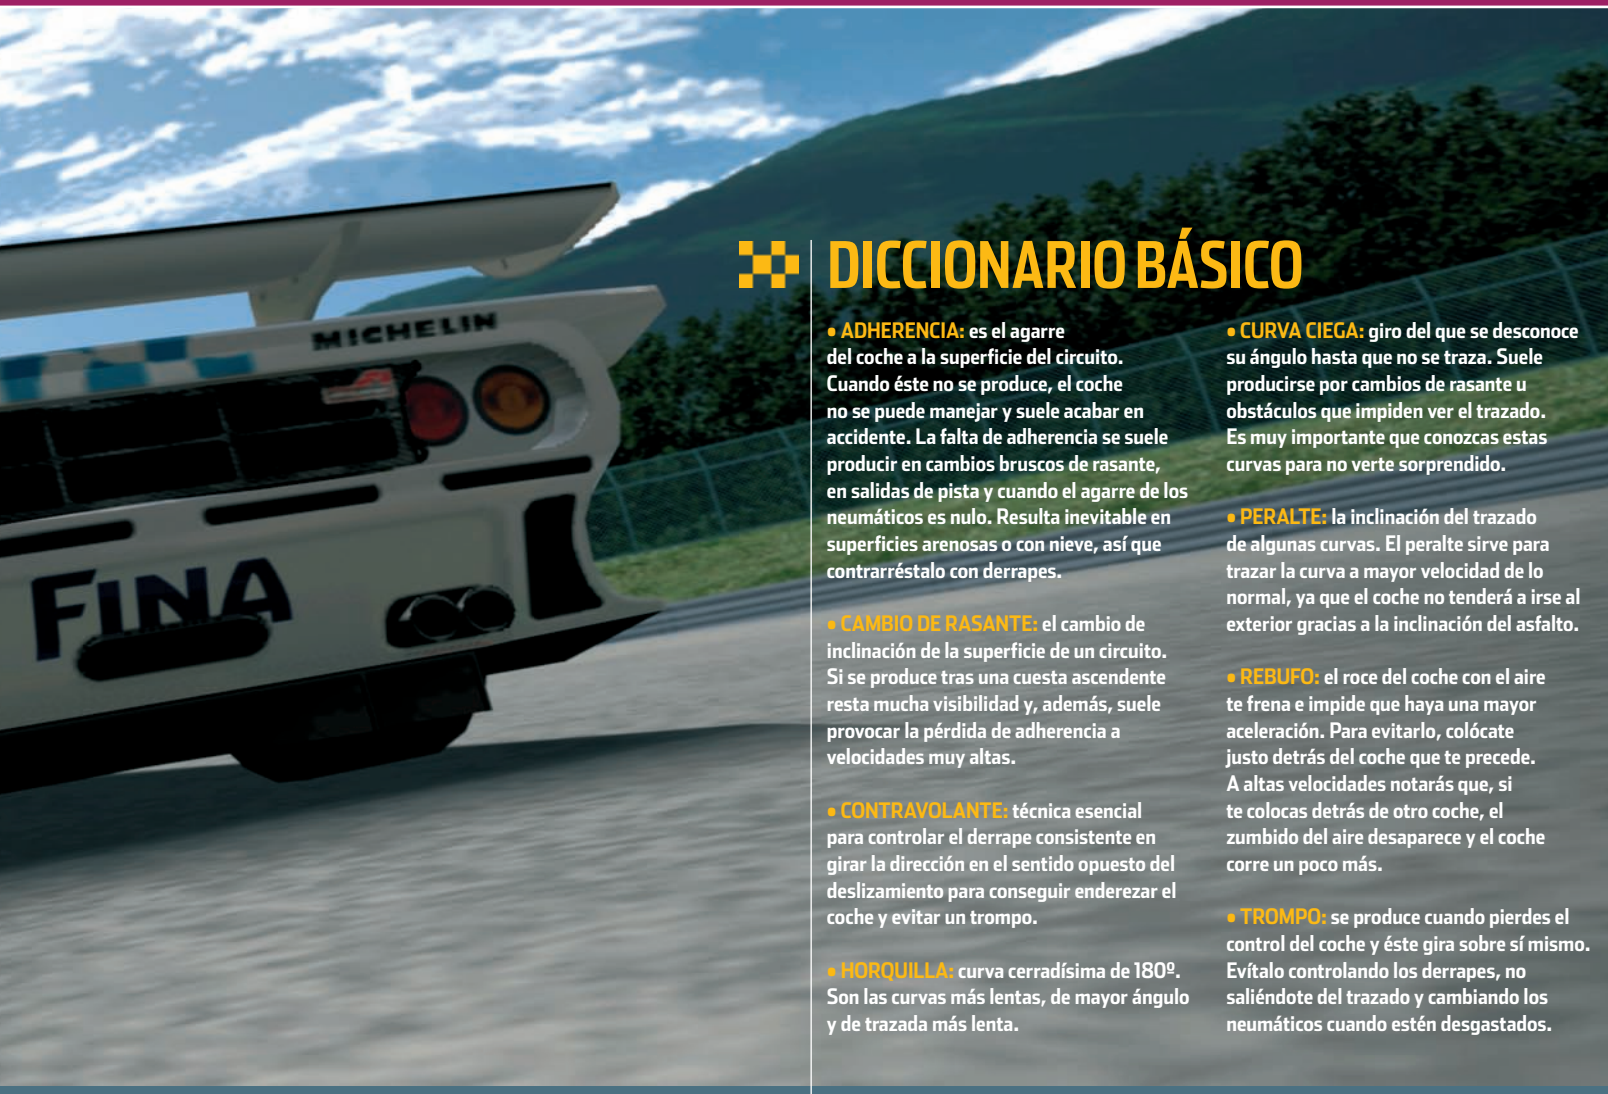 MICHELIN
FINA
DICCIONARIO BÁSICO
• ADHERENCIA: es el agarre
del coche a la superficie del circuito.
Cuando éste no se produce, el coche
no se puede manejar y suele acabar en
accidente. La falta de adherencia se suele
producir en cambios bruscos de rasante,
en salidas de pista y cuando el agarre de los
neumáticos es nulo. Resulta inevitable en
superficies arenosas o con nieve, así que
contrarréstalo con derrapes.
• CAMBIO DE RASANTE: el cambio de
inclinación de la superficie de un circuito.
Si se produce tras una cuesta ascendente
resta mucha visibilidad y, además, suele
provocar la pérdida de adherencia a
velocidades muy altas.
• CONTRAVOLANTE: técnica esencial
para controlar el derrape consistente en
girar la dirección en el sentido opuesto del
deslizamiento para conseguir enderezar el
coche y evitar un trompo.
• HORQUILLA: curva cerradísima de 180º.
Son las curvas más lentas, de mayor ángulo
y de trazada más lenta.
• CURVA CIEGA: giro del que se desconoce
su ángulo hasta que no se traza. Suele
producirse por cambios de rasante u
obstáculos que impiden ver el trazado.
Es muy importante que conozcas estas
curvas para no verte sorprendido.
• PERALTE: la inclinación del trazado
de algunas curvas. El peralte sirve para
trazar la curva a mayor velocidad de lo
normal, ya que el coche no tenderá a irse al
exterior gracias a la inclinación del asfalto.
• REBUFO: el roce del coche con el aire
te frena e impide que haya una mayor
aceleración. Para evitarlo, colócate
justo detrás del coche que te precede.
A altas velocidades notarás que, si
te colocas detrás de otro coche, el
zumbido del aire desaparece y el coche
corre un poco más.
• TROMPO: se produce cuando pierdes el
control del coche y éste gira sobre sí mismo.
Evítalo controlando los derrapes, no
saliéndote del trazado y cambiando los
neumáticos cuando estén desgastados.